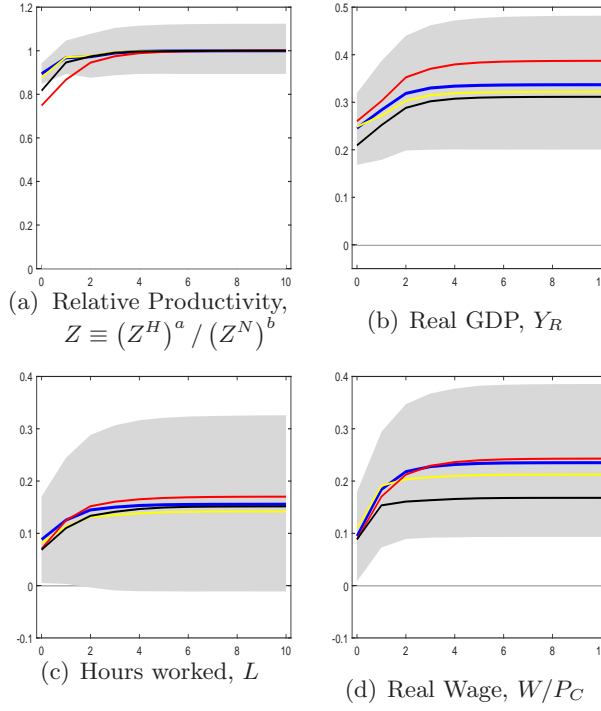 1.2
1
0.8
0.6
0.4
0.2
0
0 2 4 6 8 10
(a) Relative Productivity,
Z ≡ (Z^H)^a / (Z^N)^b
0.5
0.4
0.3
0.2
0.1
0
0 2 4 6 8 10
(b) Real GDP, Y_R
0.4
0.3
0.2
0.1
0
-0.1
0 2 4 6 8 10
(c) Hours worked, L
0.4
0.3
0.2
0.1
0
-0.1
0 2 4 6 8 10
(d) Real Wage, W/P_C